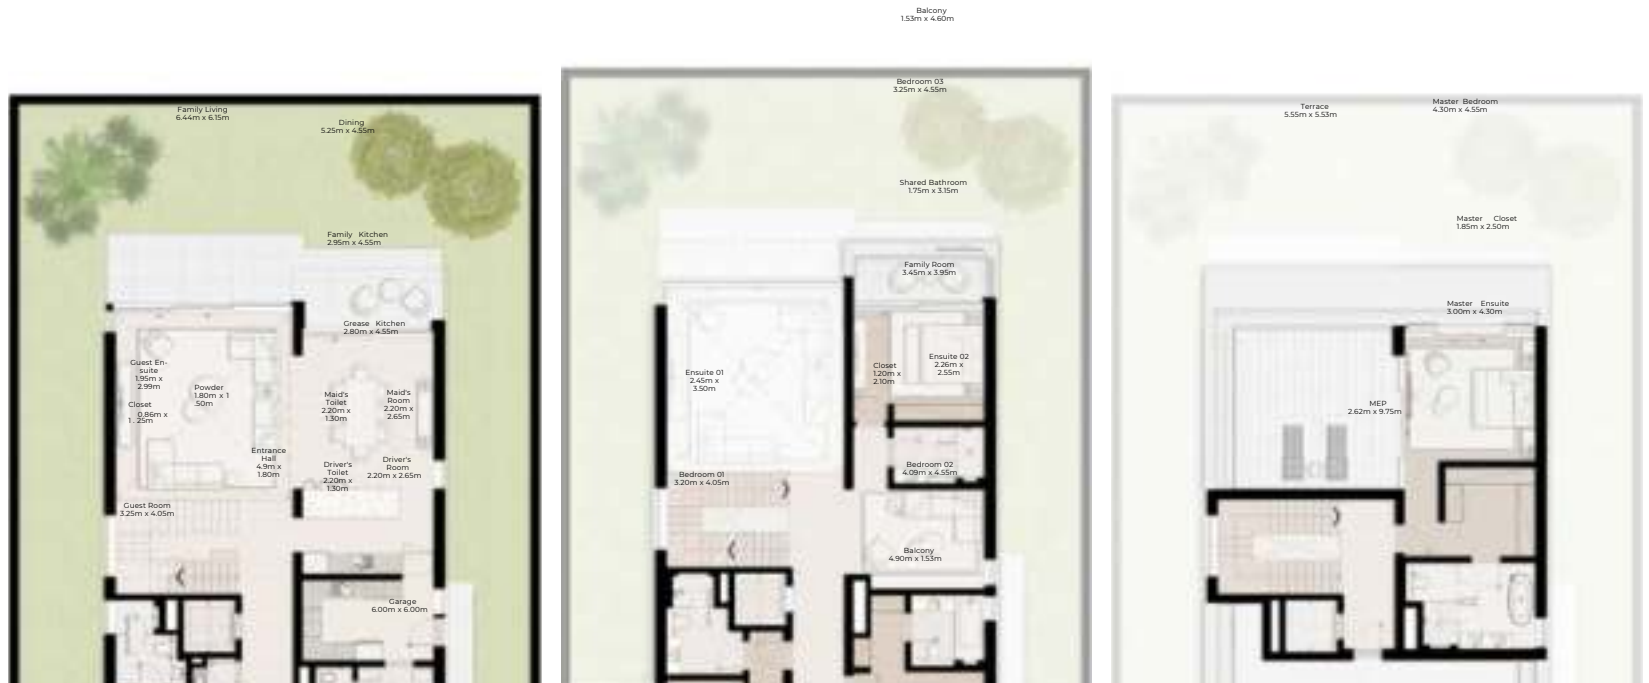 Family Living
6.44m x 6.15m
Dining
5.25m x 4.55m
Family Kitchen
2.95m x 4.55m
Grease Kitchen
2.80m x 4.55m
Guest En-
suite
1.95m x
2.99m
Closet
0.86m x
1 . 25m
Powder
1.80m x 1
.50m
Maid's
Toilet
2.20m x
1.30m
Maid's
Room
2.20m x
2.65m
Entrance
Hall
4.9m x
1.80m
Driver's
Toilet
2.20m x
1.30m
Driver's
Room
2.20m x 2.65m
Guest Room
3.25m x 4.05m
Garage
6.00m x 6.00m
Balcony
1.53m x 4.60m
Bedroom 03
3.25m x 4.55m
Shared Bathroom
1.75m x 3.15m
Family Room
3.45m x 3.95m
Ensuite 01
2.45m x
3.50m
Closet
1.20m x
2.10m
Ensuite 02
2.26m x
2.55m
Bedroom 01
3.20m x 4.05m
Bedroom 02
4.09m x 4.55m
Balcony
4.90m x 1.53m
Terrace
5.55m x 5.53m
Master Bedroom
4.30m x 4.55m
Master Closet
1.85m x 2.50m
Master Ensuite
3.00m x 4.30m
MEP
2.62m x 9.75m